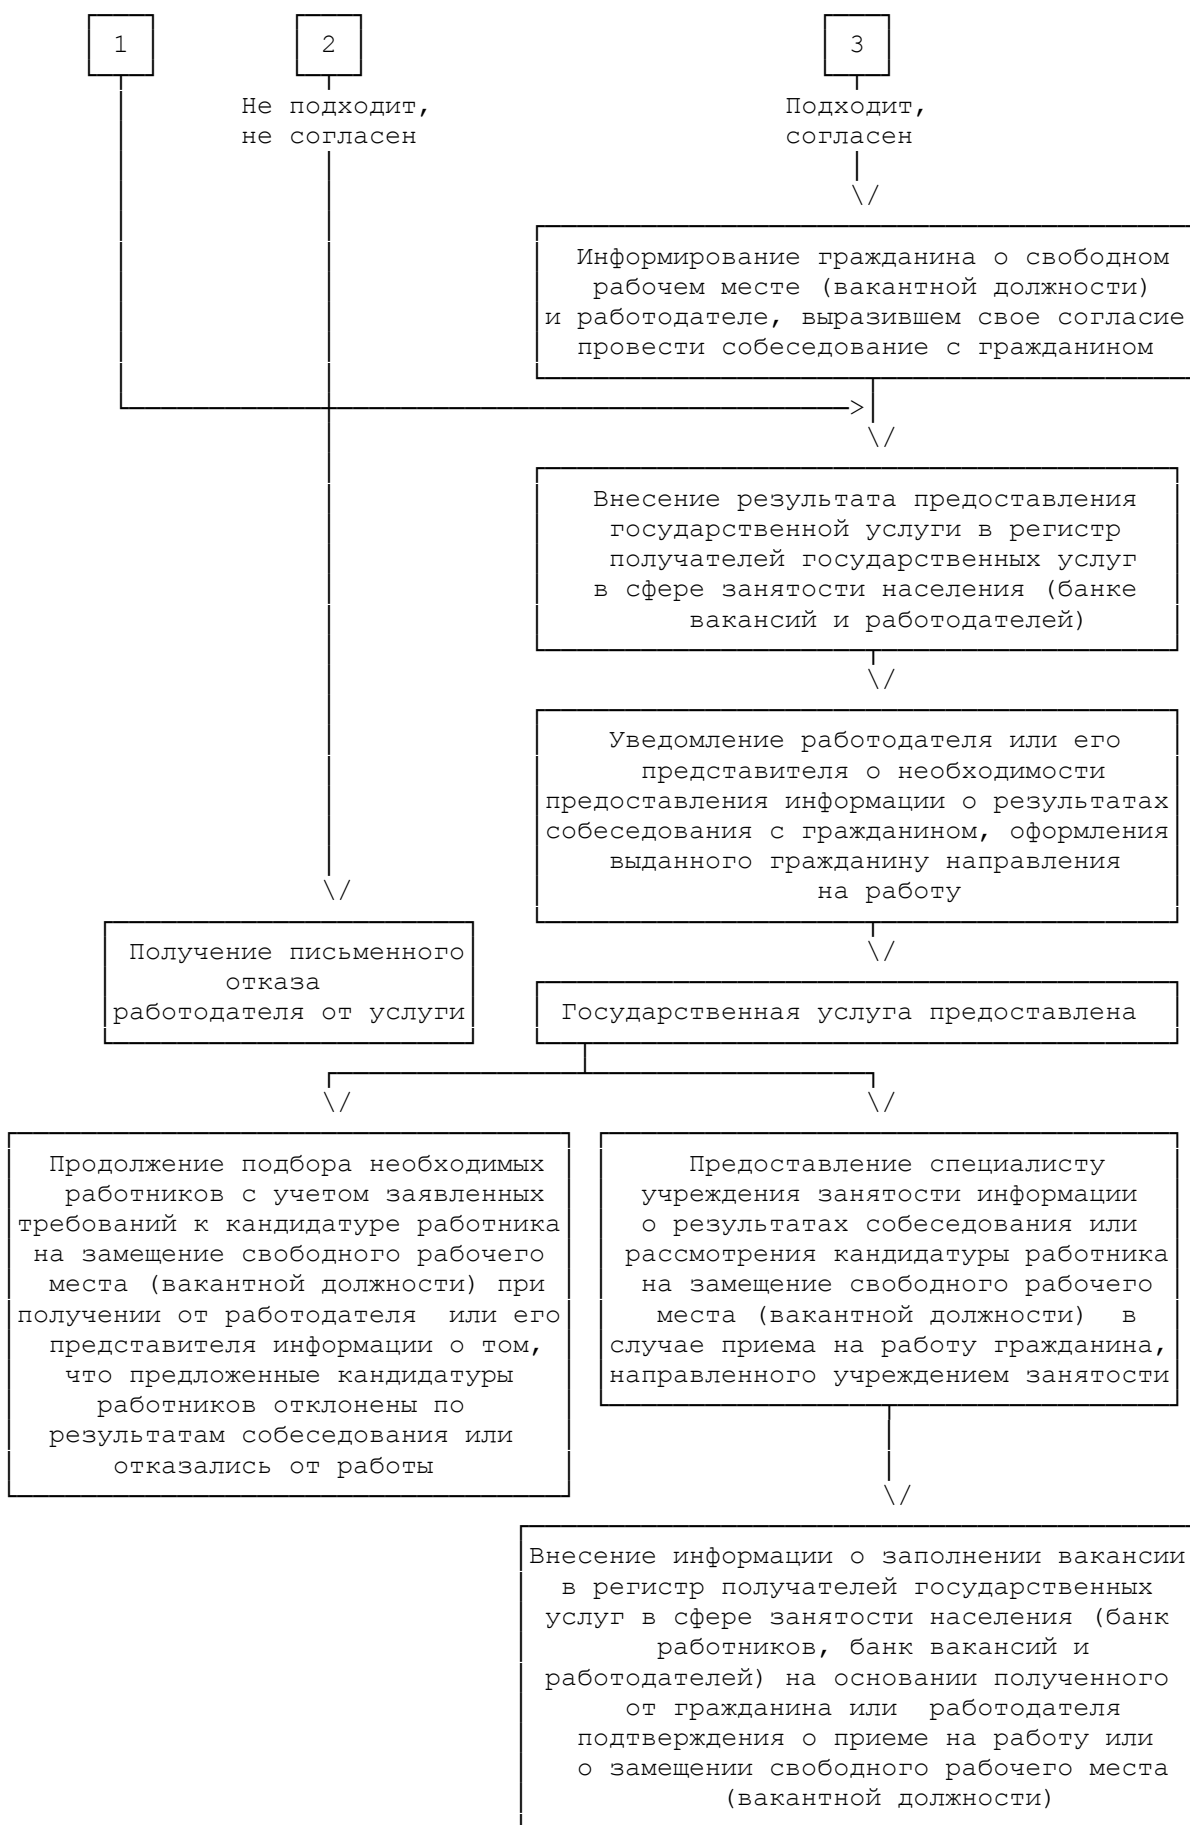 1
2
3
Не подходит,
не согласен
Подходит,
согласен
Информирование гражданина о свободном
рабочем месте (вакантной должности)
и работодателе, выразившем свое согласие
провести собеседование с гражданином
Внесение результата предоставления
государственной услуги в регистр
получателей государственных услуг
в сфере занятости населения (банке
вакансий и работодателей)
Уведомление работодателя или его
представителя о необходимости
предоставления информации о результатах
собеседования с гражданином, оформления
выданного гражданину направления
на работу
Получение письменного
отказа
работодателя от услуги
Государственная услуга предоставлена
Продолжение подбора необходимых
работников с учетом заявленных
требований к кандидатуре работника
на замещение свободного рабочего
места (вакантной должности) при
получении от работодателя или его
представителя информации о том,
что предложенные кандидатуры
работников отклонены по
результатам собеседования или
отказались от работы
Предоставление специалисту
учреждения занятости информации
о результатах собеседования или
рассмотрения кандидатуры работника
на замещение свободного рабочего
места (вакантной должности) в
случае приема на работу гражданина,
направленного учреждением занятости
Внесение информации о заполнении вакансии
в регистр получателей государственных
услуг в сфере занятости населения (банк
работников, банк вакансий и
работодателей) на основании полученного
от гражданина или работодателя
подтверждения о приеме на работу или
о замещении свободного рабочего места
(вакантной должности)